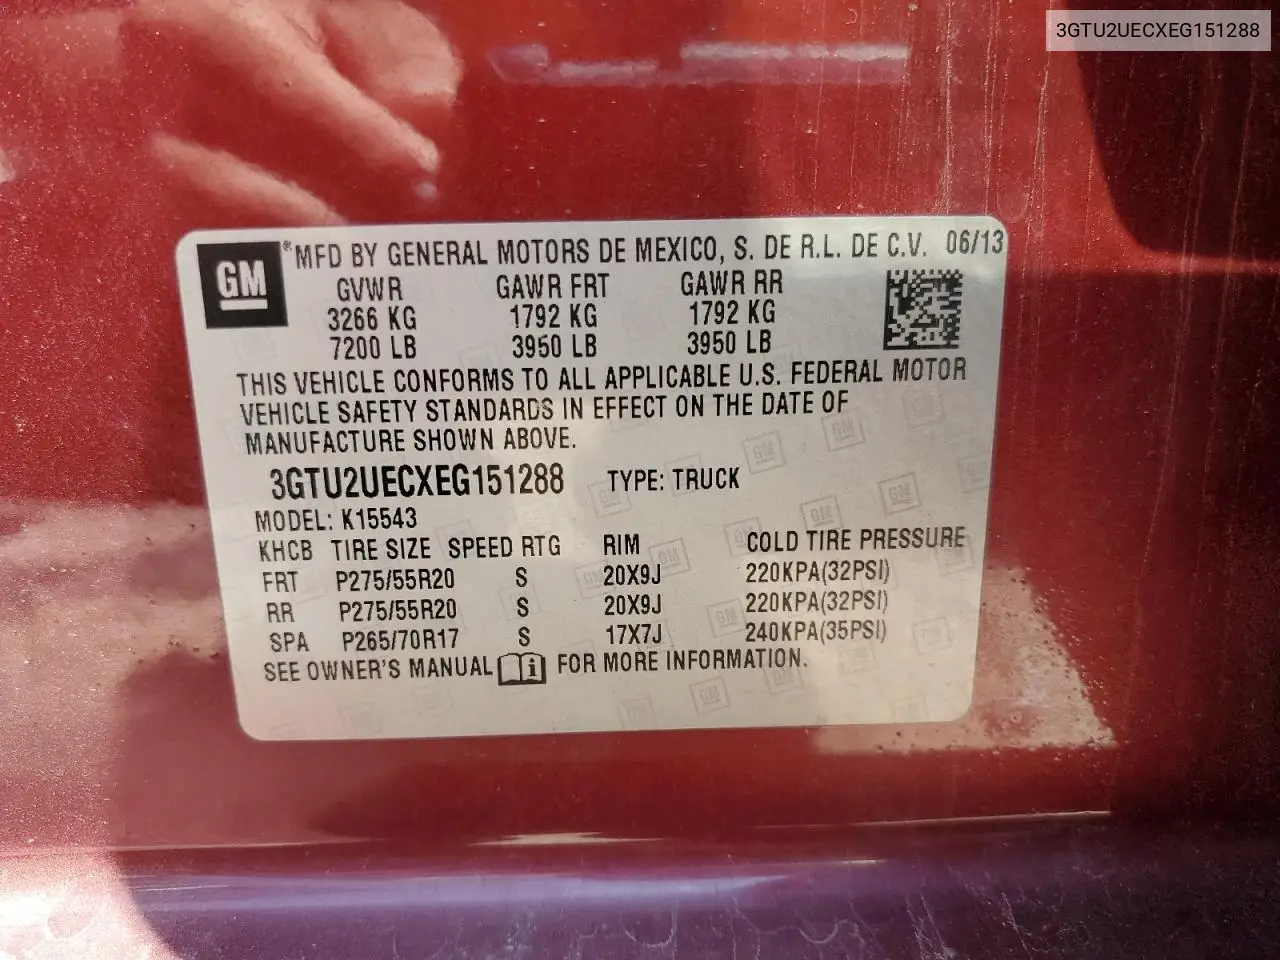 3GTU2UECXEG151288
GM ® MFD BY GENERAL MOTORS DE MEXICO, S. DE R.L. DE C.V. 06/13
GVWR GAWR FRT GAWR RR
3266 KG 1792 KG 1792 KG
7200 LB 3950 LB 3950 LB
THIS VEHICLE CONFORMS TO ALL APPLICABLE U.S. FEDERAL MOTOR
VEHICLE SAFETY STANDARDS IN EFFECT ON THE DATE OF
MANUFACTURE SHOWN ABOVE.
3GTU2UECXEG151288 TYPE: TRUCK
MODEL: K15543
KHCB TIRE SIZE SPEED RTG RIM COLD TIRE PRESSURE
FRT P275/55R20 S 20X9J 220KPA(32PSI)
RR P275/55R20 S 20X9J 220KPA(32PSI)
SPA P265/70R17 S 17X7J 240KPA(35PSI)
SEE OWNER'S MANUAL i FOR MORE INFORMATION.